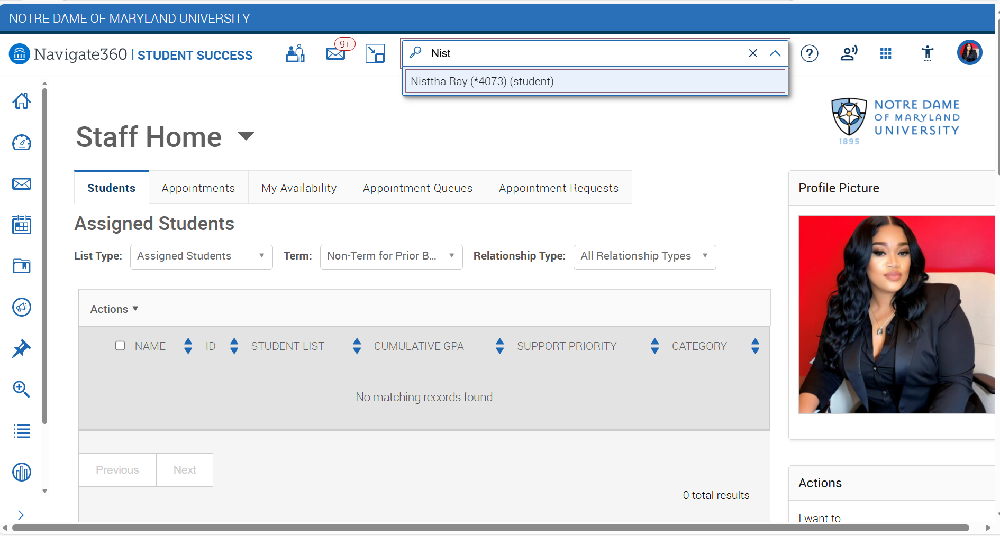 NOTRE DAME OF MARYLAND UNIVERSITY
Navigate360 | STUDENT SUCCESS
9+
Nist
Nisttha Ray (*4073) (student)
NOTRE DAME
OF MARYLAND
UNIVERSITY
1895
Staff Home
Students Appointments My Availability Appointment Queues Appointment Requests
Profile Picture
Assigned Students
List Type: Assigned Students Term: Non-Term for Prior B... Relationship Type: All Relationship Types
Actions
NAME ID STUDENT LIST CUMULATIVE GPA SUPPORT PRIORITY CATEGORY
No matching records found
Previous Next
0 total results
Actions
I want to